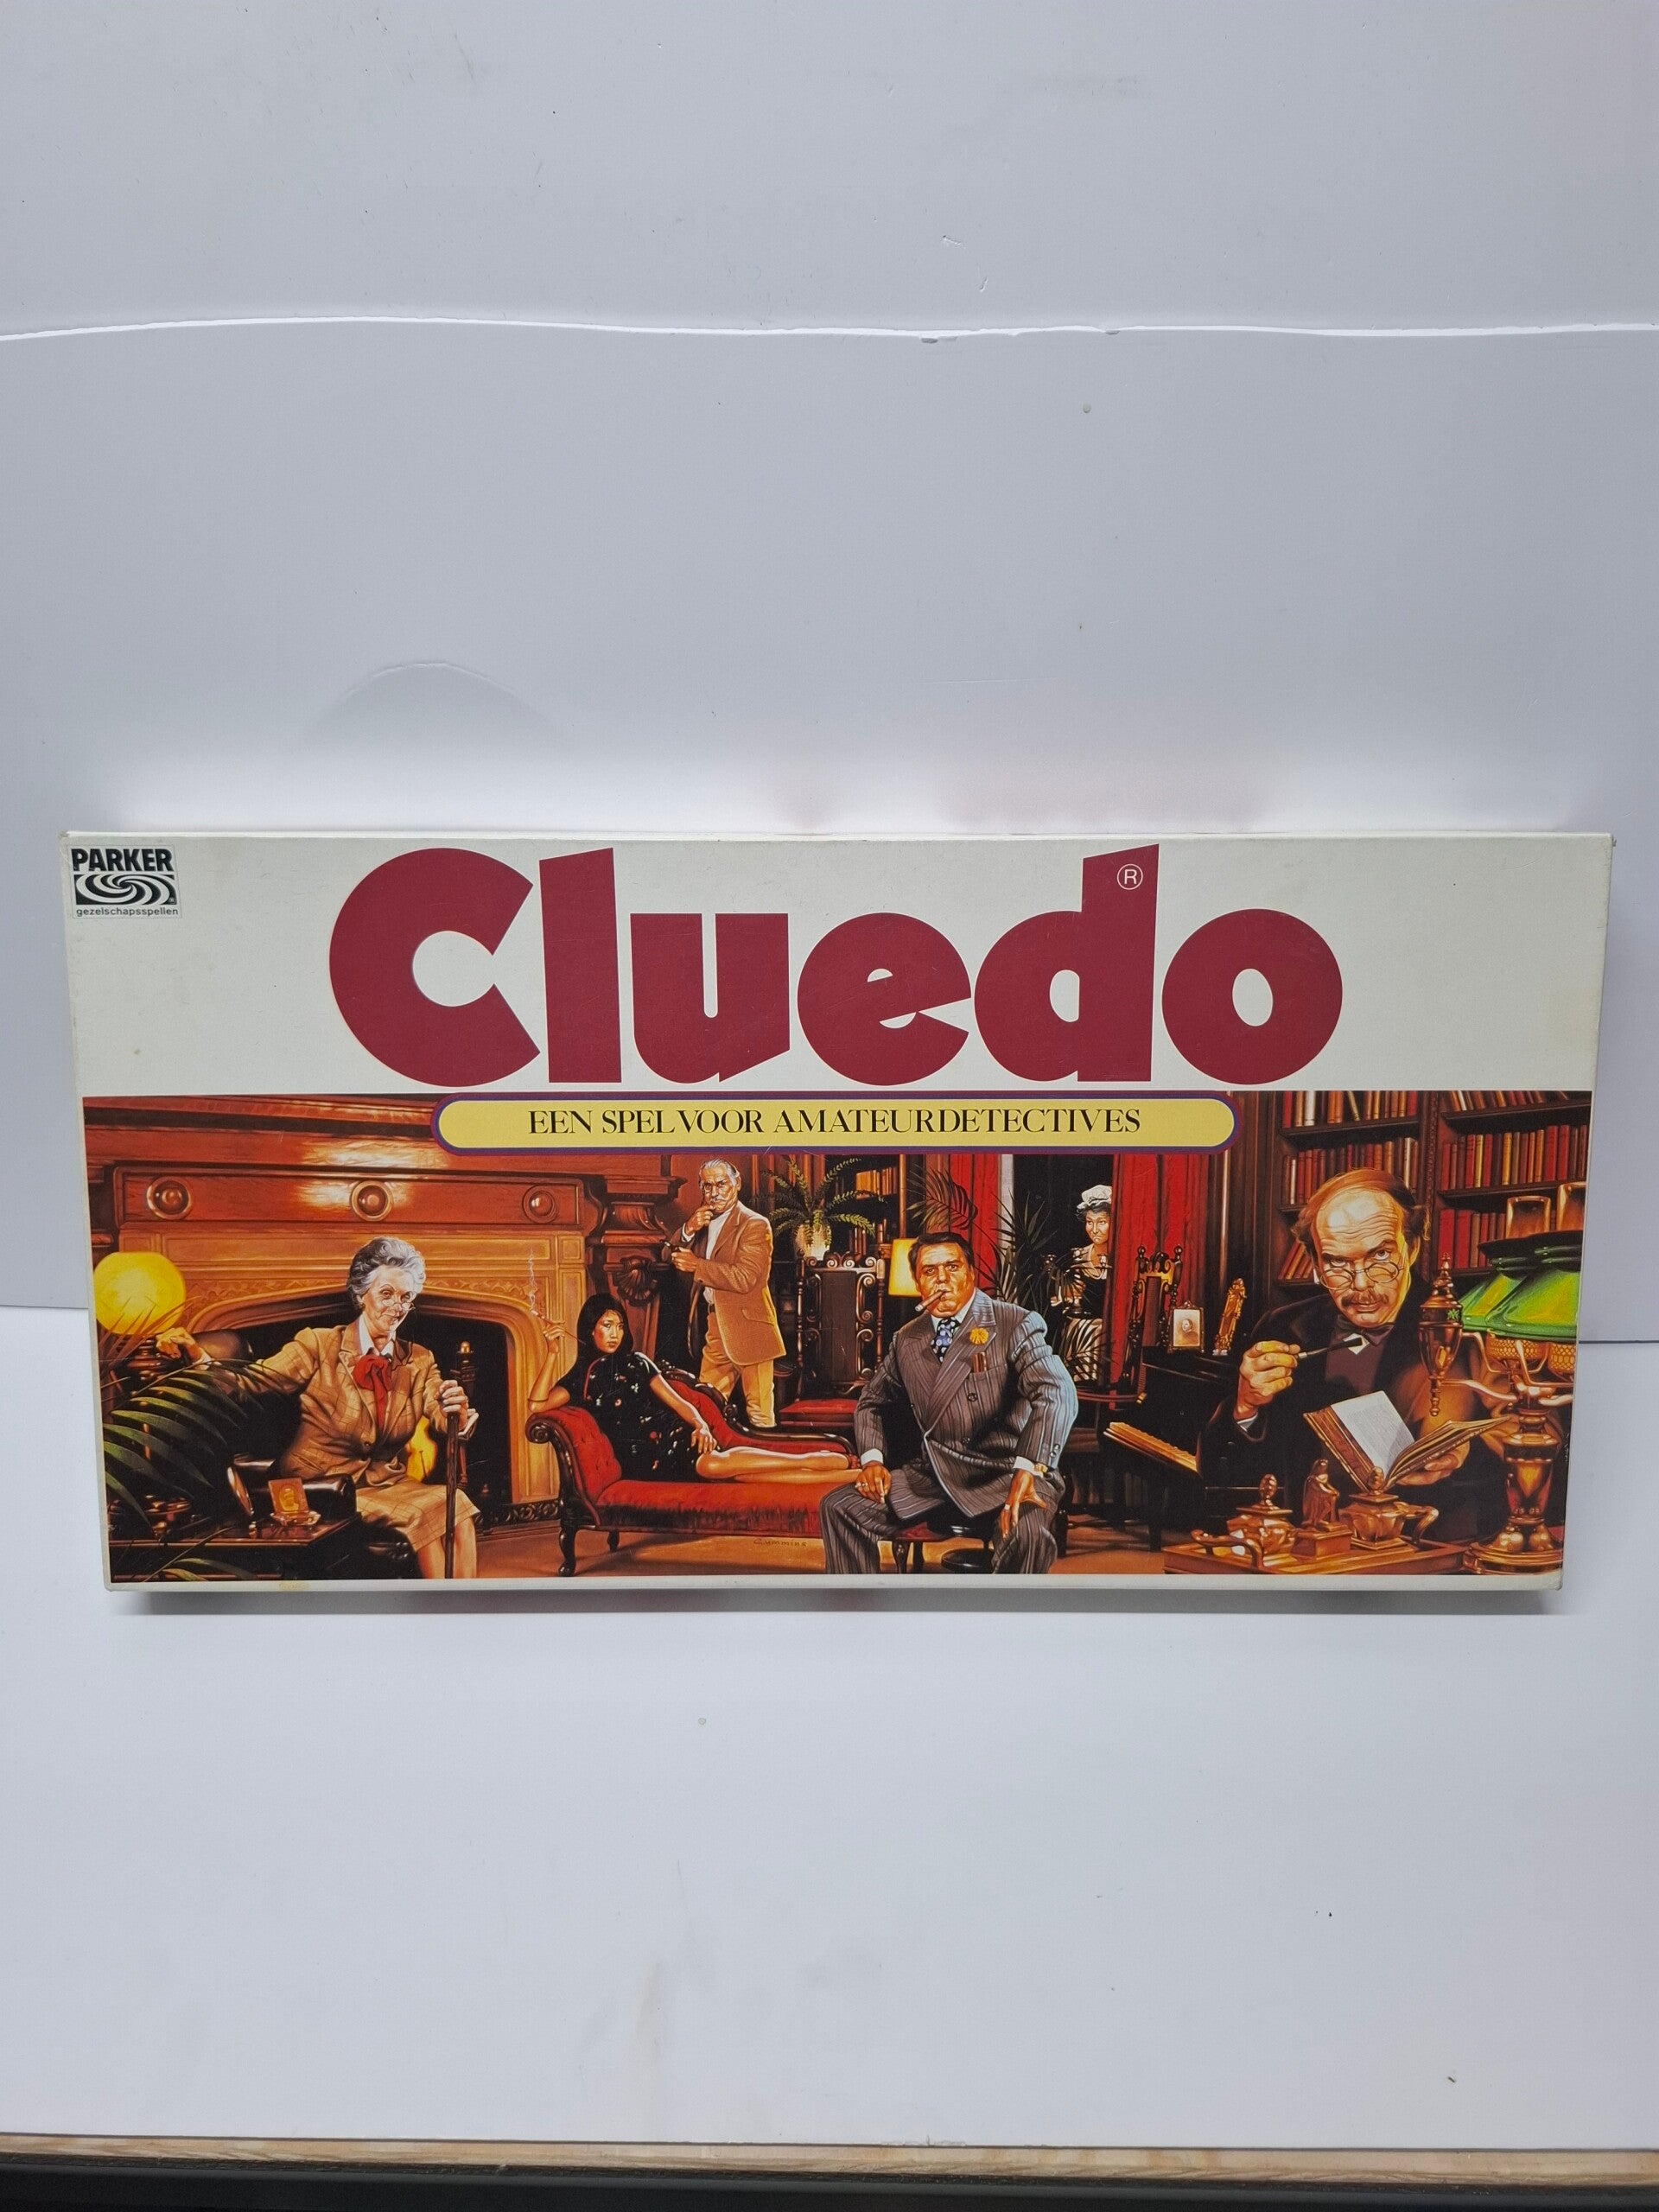 PARKER
gezelschapsspellen
Cluedo®
EEN SPEL VOOR AMATEURDETECTIVES